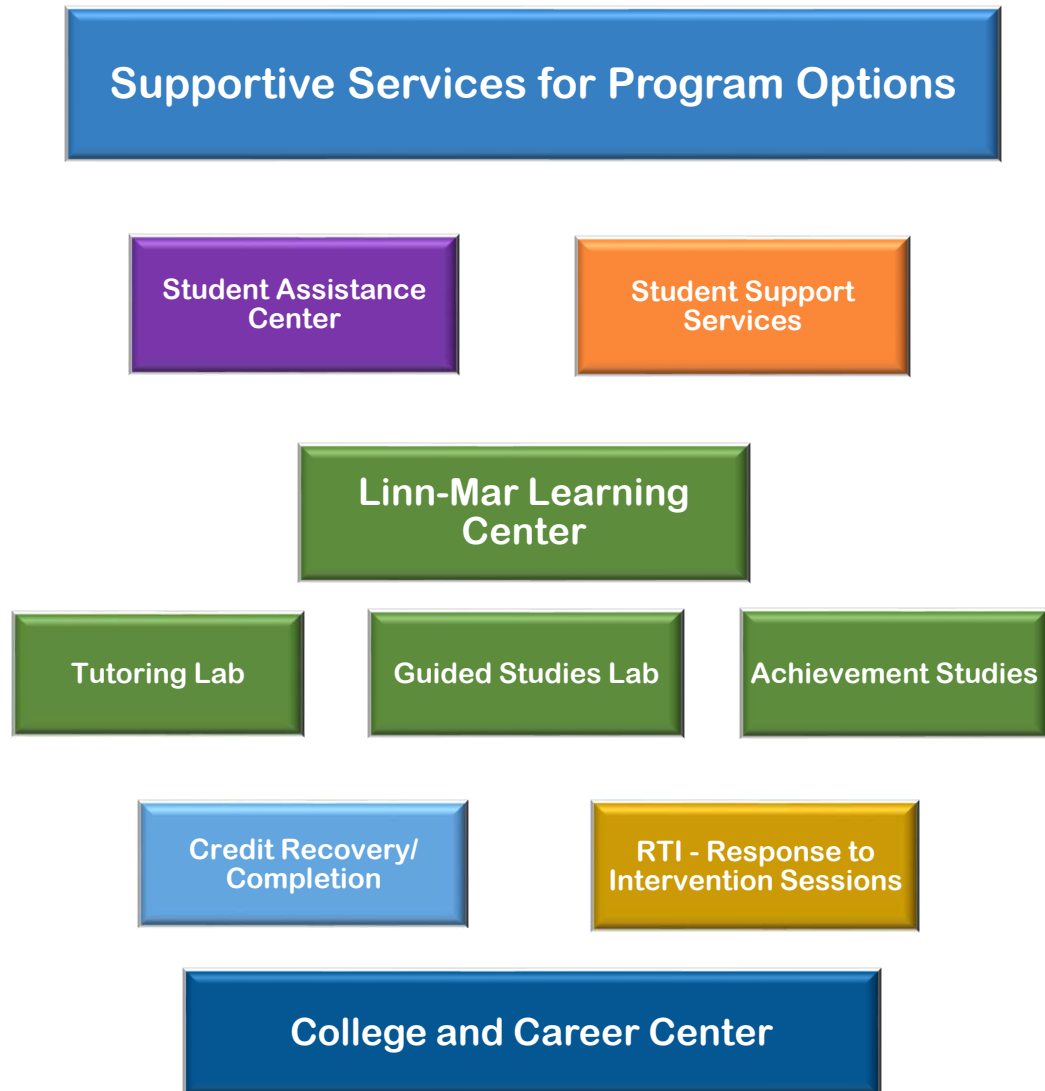 Supportive Services for Program Options
Student Assistance
Center
Student Support
Services
Linn-Mar Learning
Center
Tutoring Lab
Guided Studies Lab
Achievement Studies
Credit Recovery/
Completion
RTI - Response to
Intervention Sessions
College and Career Center